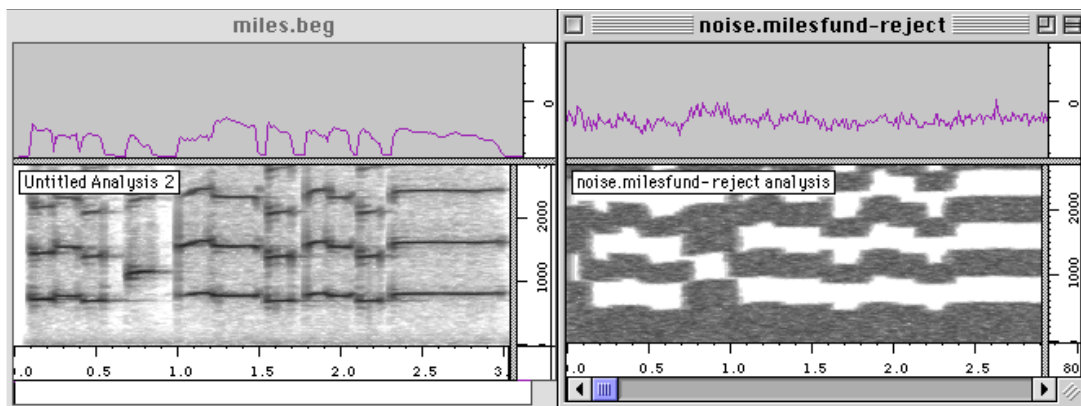 miles.beg
0
Untitled Analysis 2
2000
1000
.0 0.5 1.0 1.5 2.0 2.5 3.
noise.milesfund-reject
0
noise.milesfund-reject analysis
2000
1000
.0 0.5 1.0 1.5 2.0 2.5 80